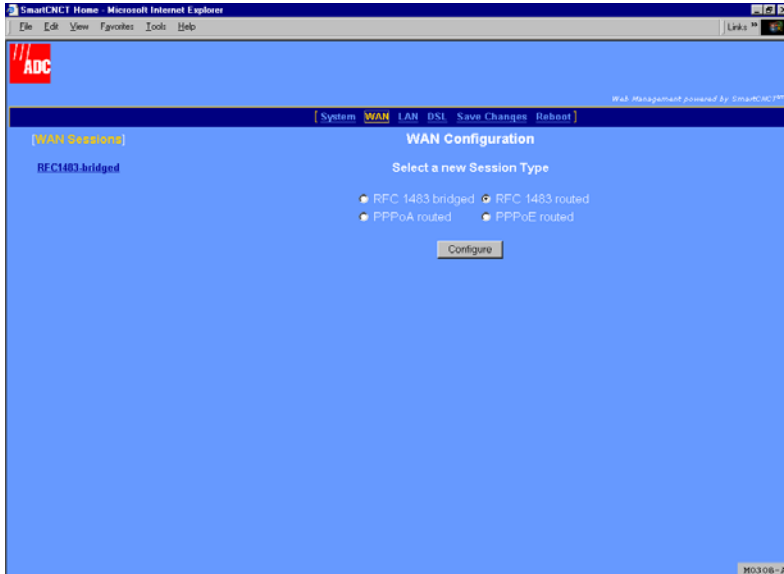 SmartCNCT Home - Microsoft Internet Explorer
File Edit View Favorites Tools Help
Links »
ADC
Web Management powered by SmartCNCT
[ System WAN LAN DSL Save Changes Reboot ]
[WAN Sessions]
WAN Configuration
RFC1483-bridged
Select a new Session Type
RFC 1483 bridged RFC 1483 routed
PPPoA routed PPPoE routed
Configure